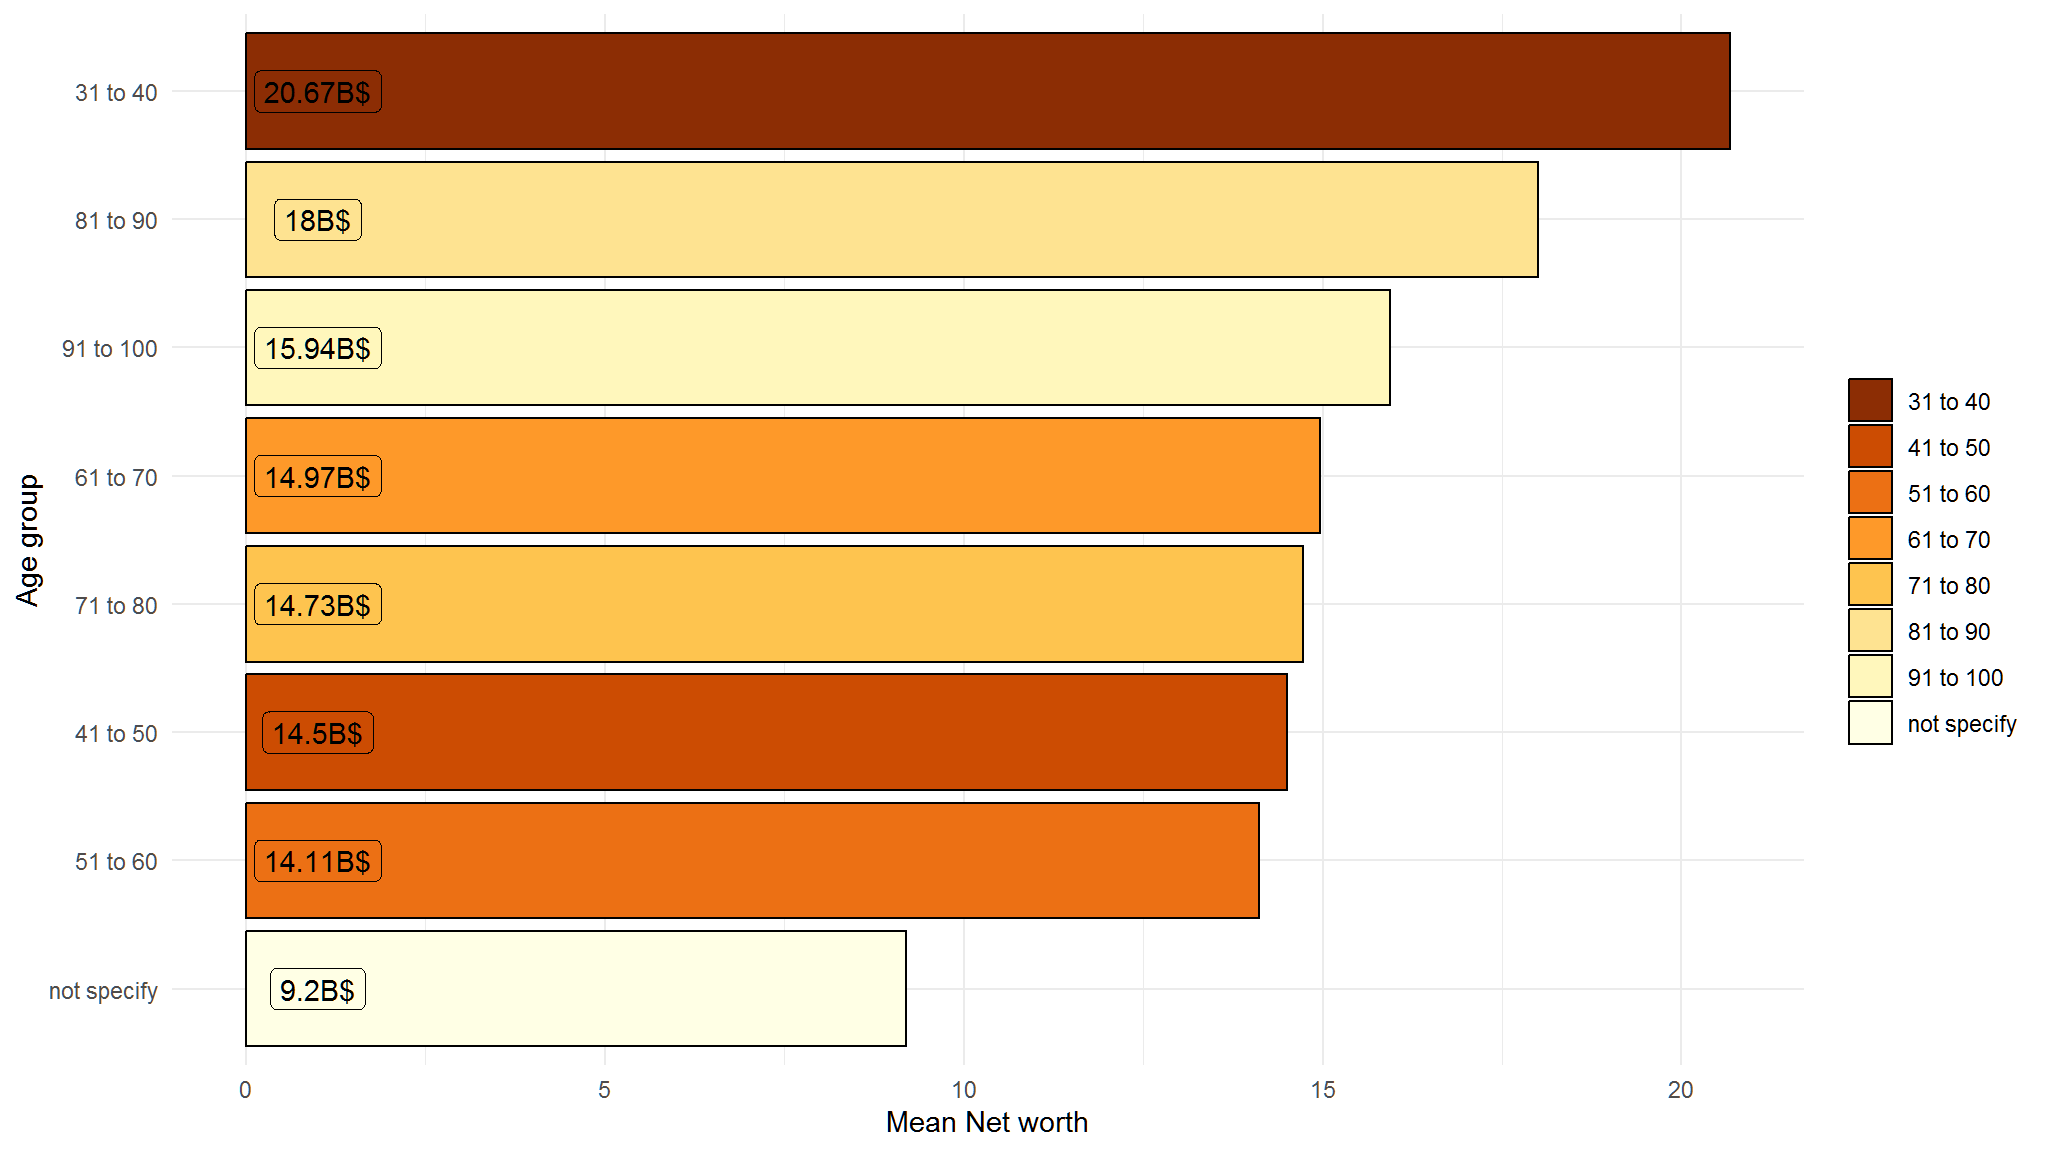 31 to 40
20.67B$
81 to 90
18B$
91 to 100
15.94B$
61 to 70
14.97B$
71 to 80
14.73B$
41 to 50
14.5B$
51 to 60
14.11B$
not specify
9.2B$
Age group
0
5
10
15
20
Mean Net worth
31 to 40
41 to 50
51 to 60
61 to 70
71 to 80
81 to 90
91 to 100
not specify